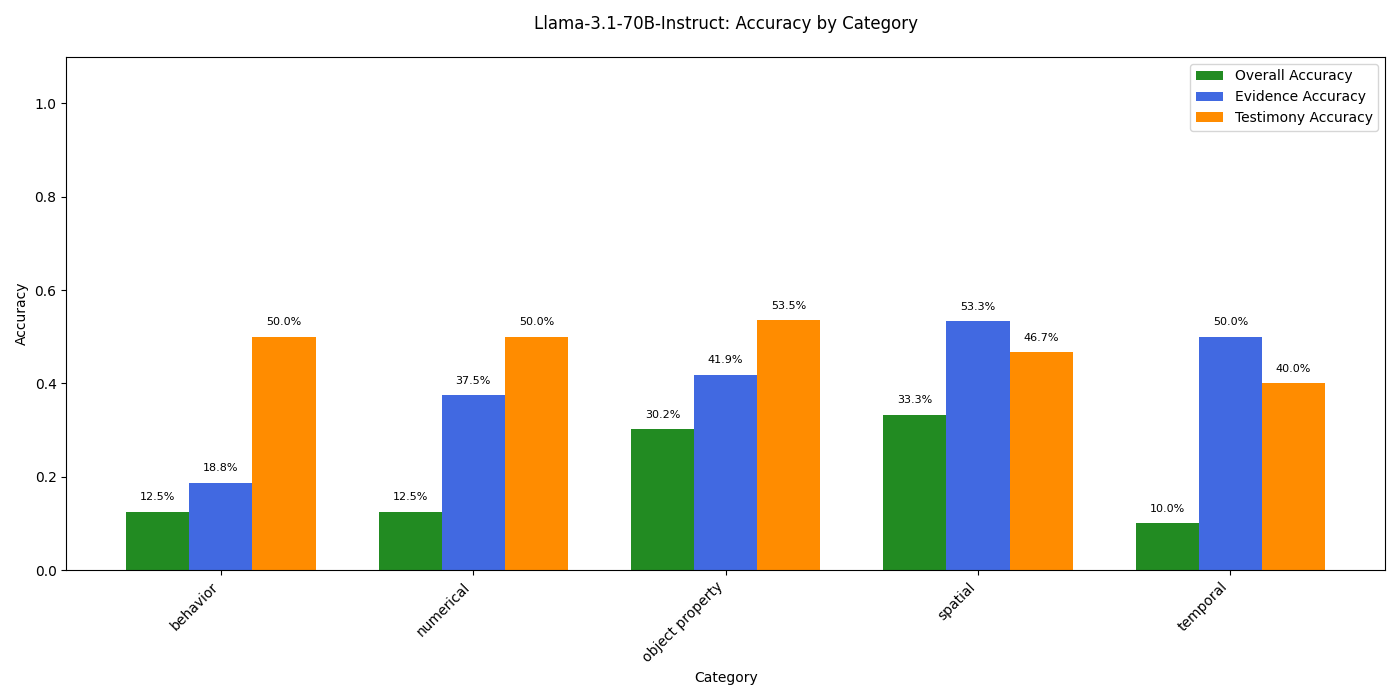 Llama-3.1-70B-Instruct: Accuracy by Category
Overall Accuracy
Evidence Accuracy
Testimony Accuracy
Accuracy
1.0
0.8
0.6
0.4
0.2
0.0
12.5%
18.8%
50.0%
12.5%
37.5%
50.0%
30.2%
41.9%
53.5%
33.3%
53.3%
46.7%
10.0%
50.0%
40.0%
behavior
numerical
object property
spatial
temporal
Category